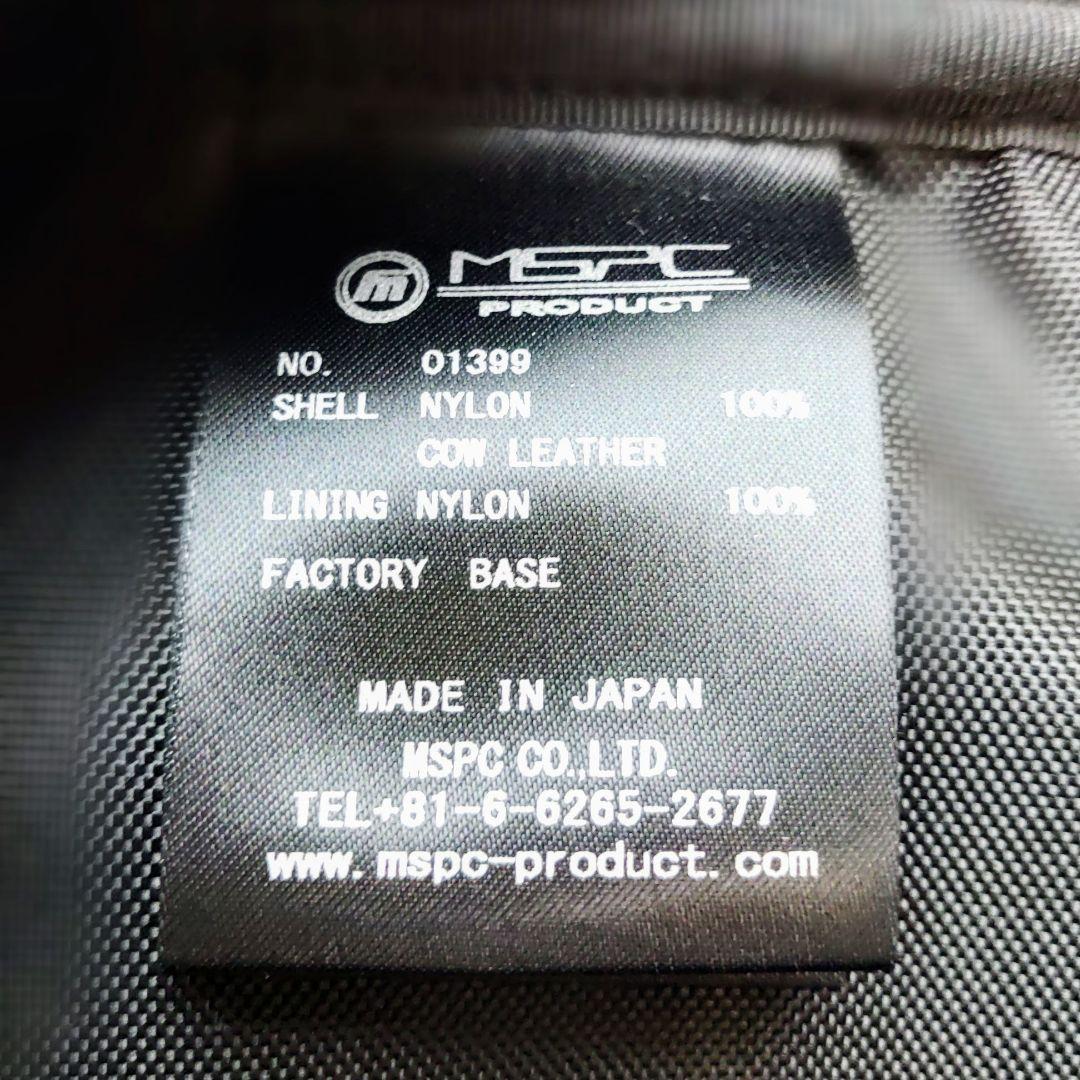 m MSPC
PRODUCT
NO. 01399
SHELL NYLON 100%
COW LEATHER
LINING NYLON 100%
FACTORY BASE
MADE IN JAPAN
MSPC CO.,LTD.
TEL+81-6-6265-2677
www.mspc-product.com